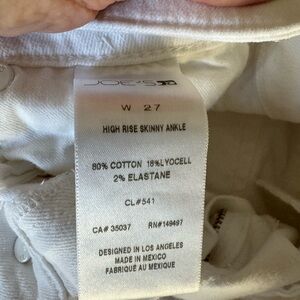 JOE'S
W 27
HIGH RISE SKINNY ANKLE
80% COTTON 18%LYOCELL
2% ELASTANE
CL#541
CA# 35037 RN#149497
DESIGNED IN LOS ANGELES
MADE IN MEXICO
FABRIQUÉ AU MEXIQUE